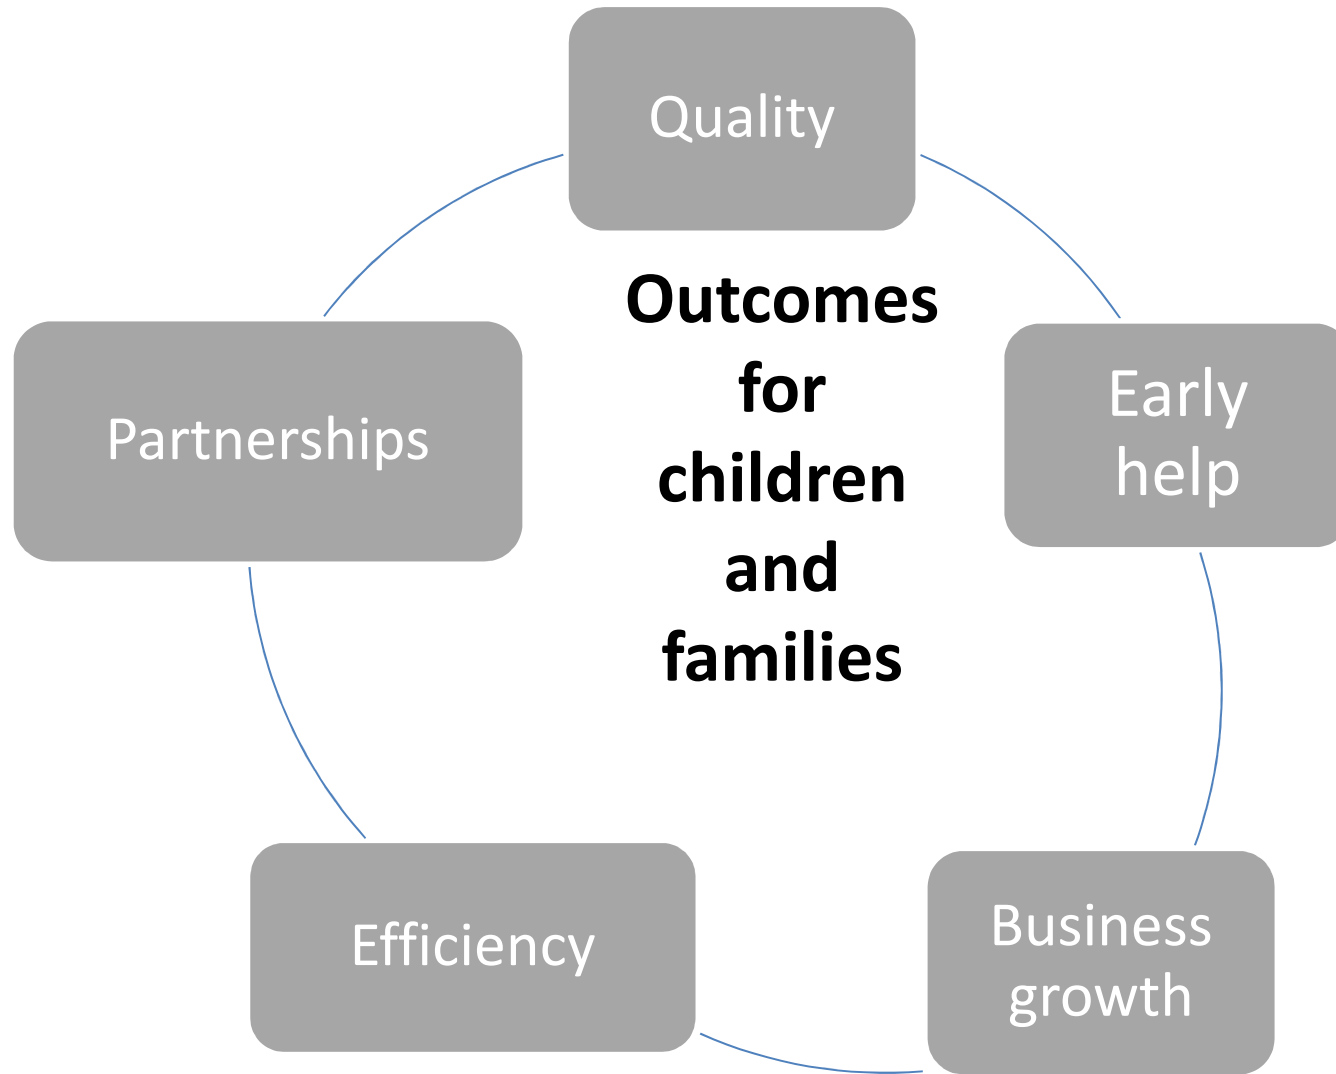 Quality
Outcomes
for
children
and
families
Partnerships
Early
help
Efficiency
Business
growth